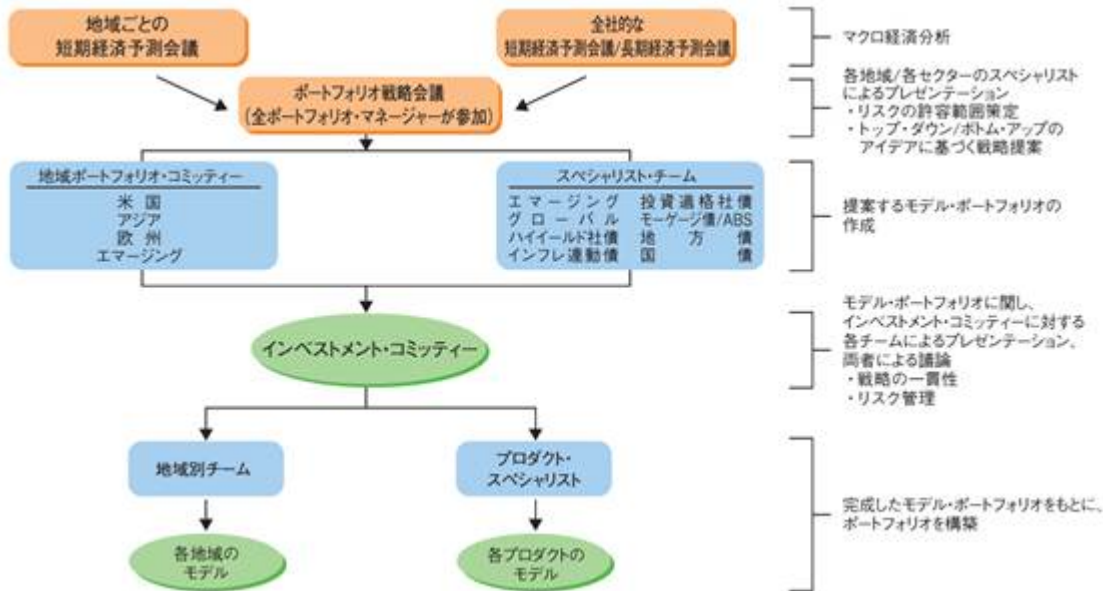 地域ごとの
短期経済予測会議
全社的な
短期経済予測会議/長期経済予測会議
マクロ経済分析
ポートフォリオ戦略会議
(全ポートフォリオ・マネージャーが参加)
各地域/各セクターのスペシャリスト
によるプレゼンテーション
・リスクの許容範囲策定
・トップ・ダウン/ボトム・アップの
アイデアに基づく戦略提案
地域ポートフォリオ・コミッティー
米国
アジア
欧州
エマージング
スペシャリスト・チーム
エマージング 投資適格社債
グローバル モーゲージ債/ABS
ハイイールド社債 地方債
インフレ連動債 国債
提案するモデル・ポートフォリオの
作成
インベストメント・コミッティー
モデル・ポートフォリオに関し、
インベストメント・コミッティーに対する
各チームによるプレゼンテーション、
両者による議論
・戦略の一貫性
・リスク管理
地域別チーム
プロダクト・
スペシャリスト
各地域の
モデル
各プロダクトの
モデル
完成したモデル・ポートフォリオをもとに、
ポートフォリオを構築